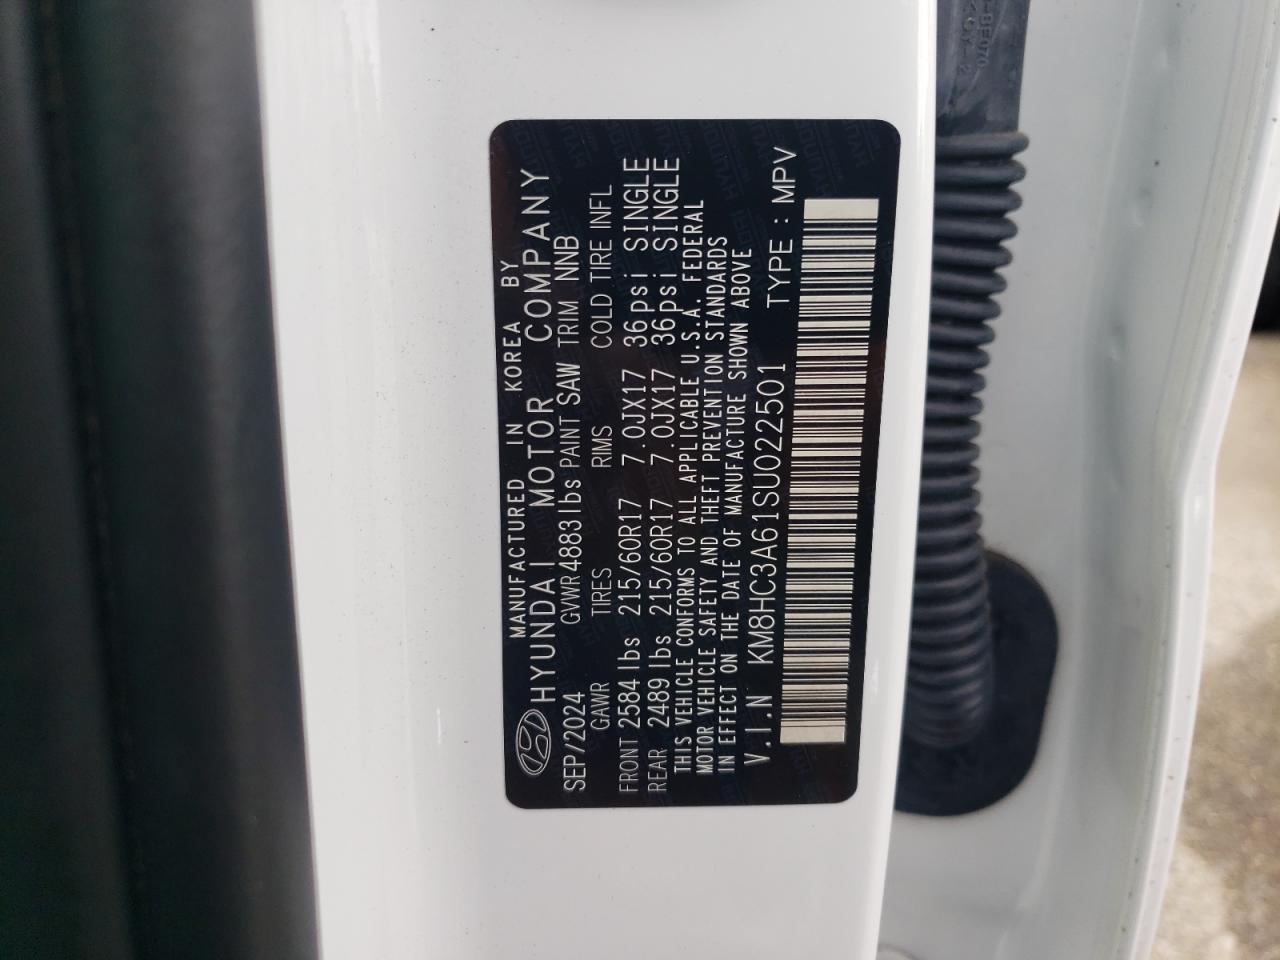 MANUFACTURED IN KOREA BY
HYUNDAI MOTOR COMPANY
SEP/2024 GVWR 4883lbs PAINT SAW TRIM NNB
GAWR TIRES RIMS COLD TIRE INFL
FRONT 2584 lbs 215/60R17 7.0JX17 36psi SINGLE
REAR 2489 lbs 215/60R17 7.0JX17 36psi SINGLE
THIS VEHICLE CONFORMS TO ALL APPLICABLE U.S.A. FEDERAL
MOTOR VEHICLE SAFETY AND THEFT PREVENTION STANDARDS
IN EFFECT ON THE DATE OF MANUFACTURE SHOWN ABOVE
V.I.N KM8HC3A61SU022501 TYPE : MPV